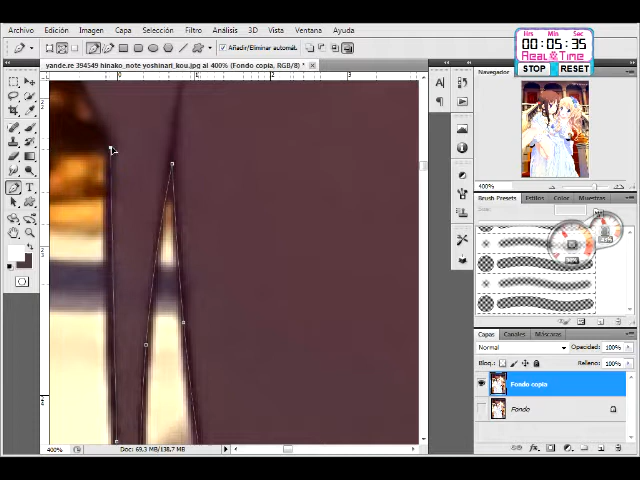 Archivo Edición Imagen Capa Selección Filtro Análisis 3D Vista Ventana Ayuda
Hrs Min Sec
00:05:35
Real Time
STOP RESET
Añadir/Eliminar automát.
yande.re 394549 hinako_note yoshinari_kou.jpg al 400% (Fondo copia, RGB/8) *
Navegador
400%
Brush Presets Estilos Color Muestras
Capas Canales Máscaras
Normal Opacidad: 100%
Bloq.: Relleno: 100%
Fondo copia
Fondo
400% Doc: 69,3 MB/138,7 MB